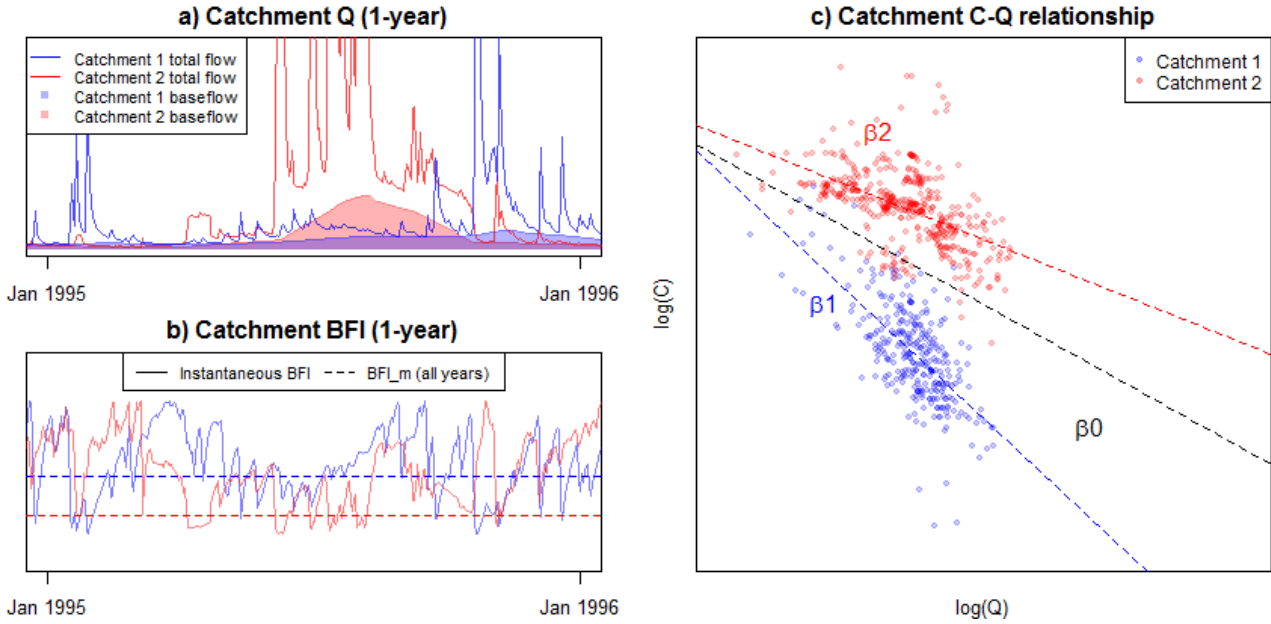 a) Catchment Q (1-year)
Catchment 1 total flow
Catchment 2 total flow
Catchment 1 baseflow
Catchment 2 baseflow
Jan 1995
Jan 1996
b) Catchment BFI (1-year)
Instantaneous BFI
BFI_m (all years)
Jan 1995
Jan 1996
c) Catchment C-Q relationship
Catchment 1
Catchment 2
β2
β1
β0
log(C)
log(Q)